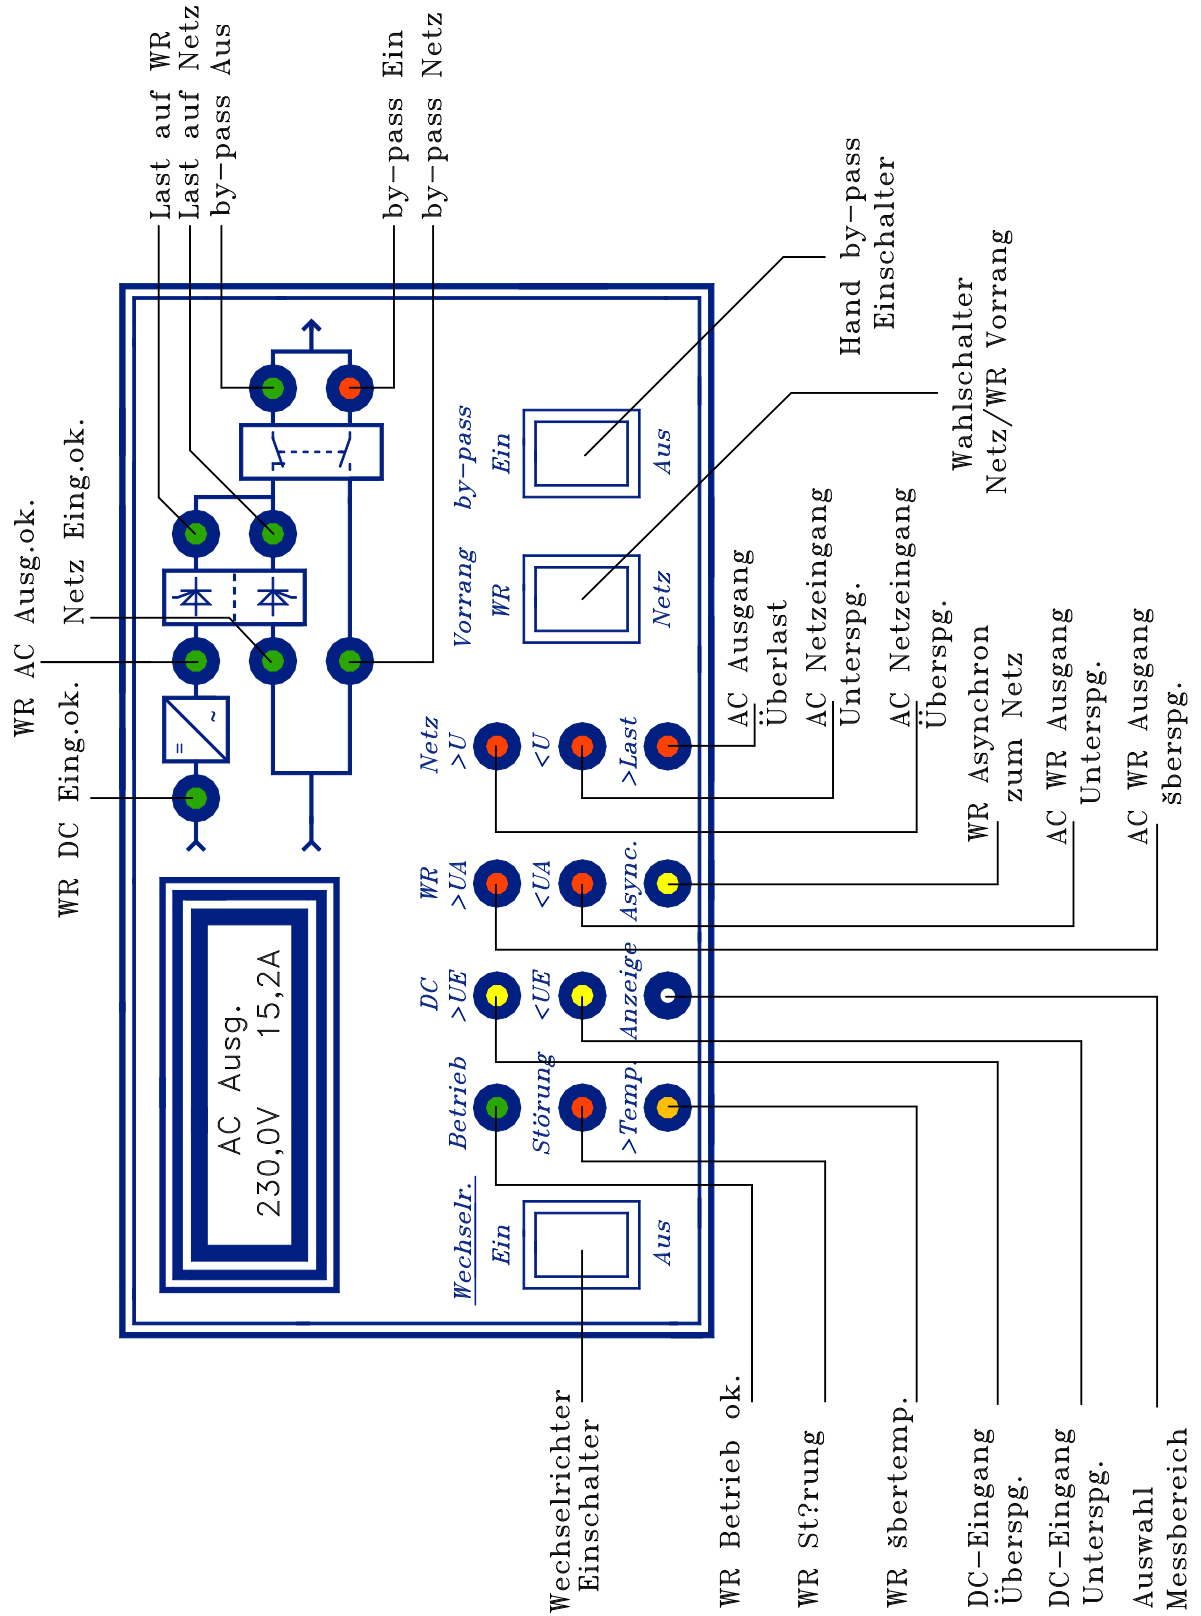 WR DC Eing.ok.
WR AC Ausg.ok.
Netz Eing.ok.
Last auf WR
Last auf Netz
by-pass Aus
by-pass Ein
by-pass Netz
AC Ausg.
230,0V 15,2A
=
~
Wechselr.
Ein
Aus
Betrieb
Störung
>Temp.
DC
>UE
<UE
Anzeige
WR
>UA
<UA
Async.
Netz
>U
<U
>Last
Vorrang
WR
Netz
by-pass
Ein
Aus
Wechselrichter
Einschalter
WR Betrieb ok.
WR St?rung
WR šbertemp.
DC-Eingang
Überspg.
DC-Eingang
Unterspg.
Auswahl
Messbereich
AC Ausgang
Überlast
AC Netzeingang
Unterspg.
AC Netzeingang
Überspg.
WR Asynchron
zum Netz
AC WR Ausgang
Unterspg.
AC WR Ausgang
šberspg.
Hand by-pass
Einschalter
Wahlschalter
Netz/WR Vorrang